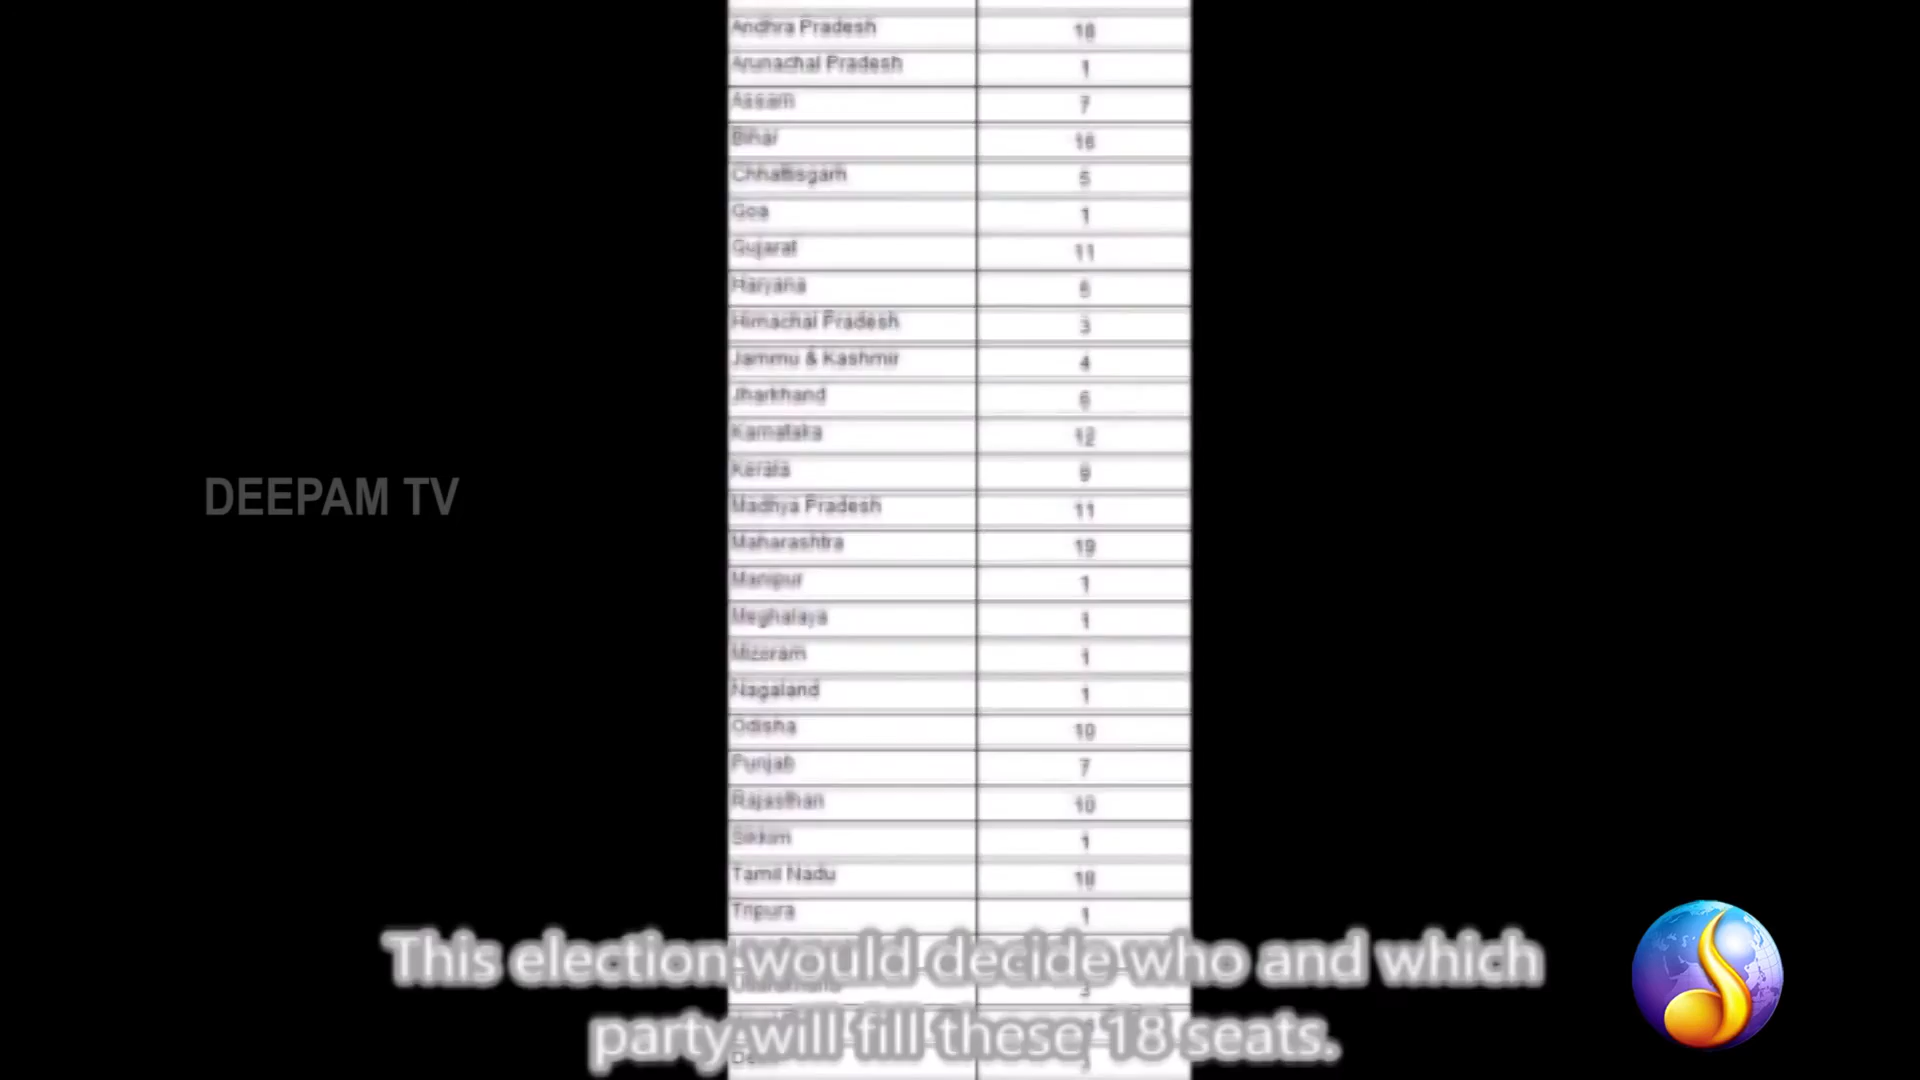 Andhra Pradesh 18
Arunachal Pradesh 1
Assam 7
Bihar 16
Chhattisgarh 5
Goa 1
Gujarat 11
Haryana
Himachal Pradesh 3
Jammu & Kashmir 4
Jharkhand 6
Karnataka 12
Kerala 9
Madhya Pradesh 11
Maharashtra 19
DEEPAM TV
Manipur 1
Meghalaya 1
Mizoram 1
Nagaland 1
Odisha 10
Punjab 7
Rajasthan 10
Sikkim 1
Tamil Nadu 18
Tripura 1
This election would decide who and which
party will fill these 18 seats.